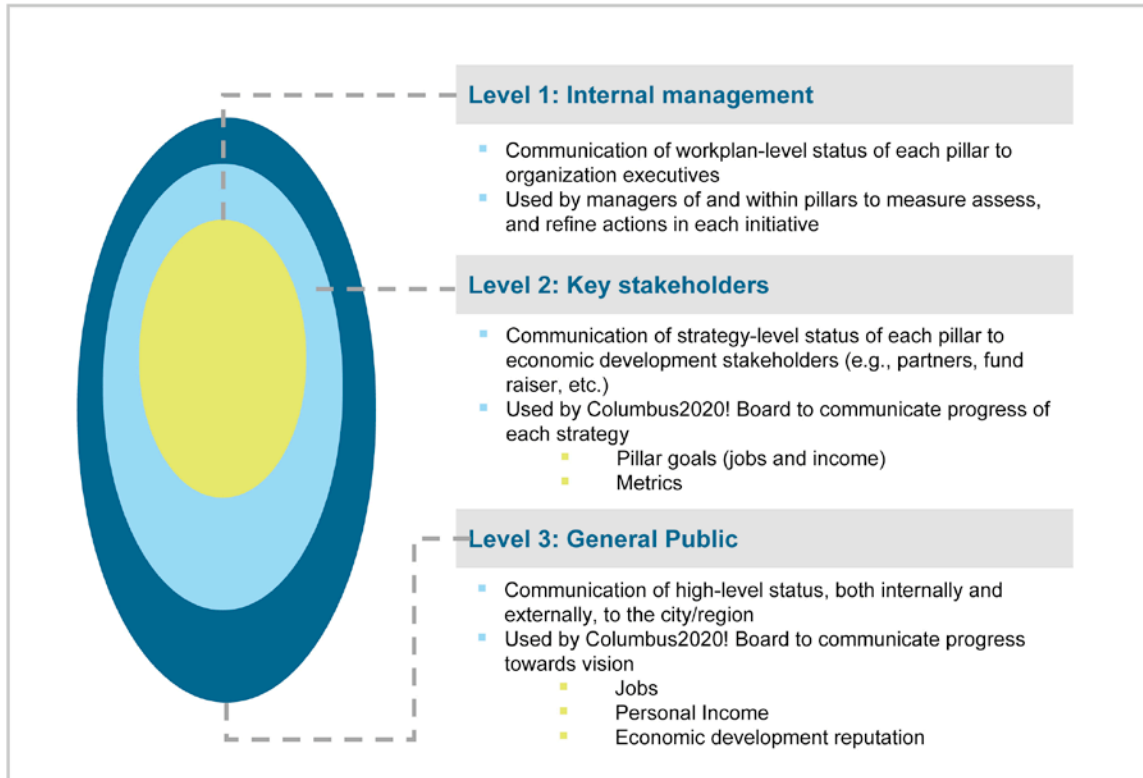 Level 1: Internal management
Communication of workplan-level status of each pillar to
organization executives
Used by managers of and within pillars to measure assess,
and refine actions in each initiative
Level 2: Key stakeholders
Communication of strategy-level status of each pillar to
economic development stakeholders (e.g., partners, fund
raiser, etc.)
Used by Columbus2020! Board to communicate progress of
each strategy
Pillar goals (jobs and income)
Metrics
Level 3: General Public
Communication of high-level status, both internally and
externally, to the city/region
Used by Columbus2020! Board to communicate progress
towards vision
Jobs
Personal Income
Economic development reputation